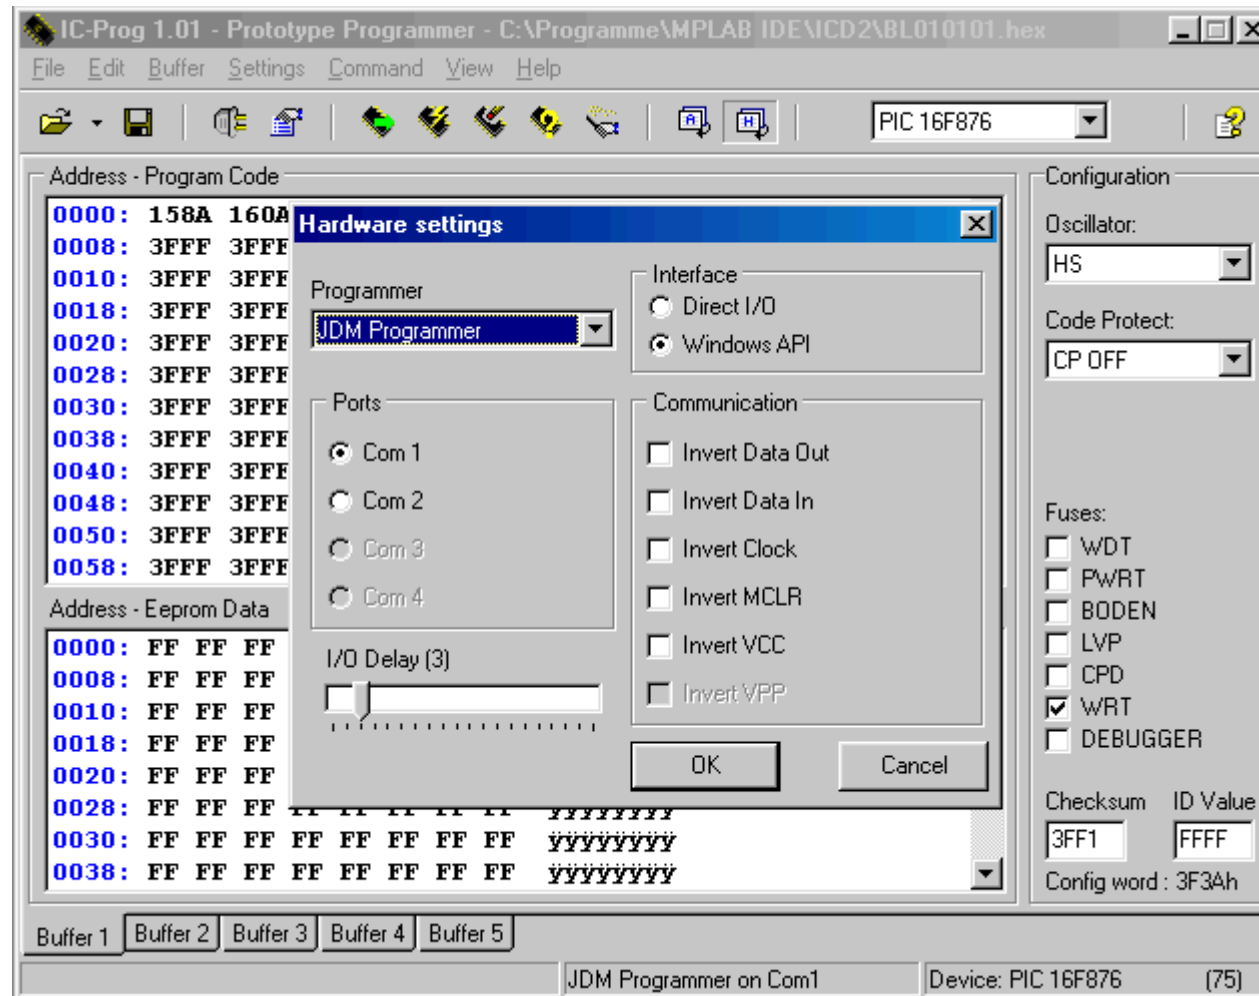 IC-Prog 1.01 - Prototype Programmer - C:\Programme\MPLAB IDE\ICD2\BL010101.hex
File Edit Buffer Settings Command View Help
PIC 16F876
Address - Program Code
0000: 158A 160A
0008: 3FFF 3FFF
0010: 3FFF 3FFF
0018: 3FFF 3FFF
0020: 3FFF 3FFF
0028: 3FFF 3FFF
0030: 3FFF 3FFF
0038: 3FFF 3FFF
0040: 3FFF 3FFF
0048: 3FFF 3FFF
0050: 3FFF 3FFF
0058: 3FFF 3FFF
Address - Eeprom Data
0000: FF FF FF
0008: FF FF FF
0010: FF FF FF
0018: FF FF FF
0020: FF FF FF
0028: FF FF FF FF FF FF FF FF ÿÿÿÿÿÿÿÿ
0030: FF FF FF FF FF FF FF FF ÿÿÿÿÿÿÿÿ
0038: FF FF FF FF FF FF FF FF ÿÿÿÿÿÿÿÿ
Hardware settings
Programmer
JDM Programmer
Interface
Direct I/O
Windows API
Ports
Com 1
Com 2
Com 3
Com 4
I/O Delay (3)
Communication
Invert Data Out
Invert Data In
Invert Clock
Invert MCLR
Invert VCC
Invert VPP
OK
Cancel
Configuration
Oscillator:
HS
Code Protect:
CP OFF
Fuses:
WDT
PWRT
BODEN
LVP
CPD
WRT
DEBUGGER
Checksum ID Value
3FF1 FFFF
Config word : 3F3Ah
Buffer 1 Buffer 2 Buffer 3 Buffer 4 Buffer 5
JDM Programmer on Com1 Device: PIC 16F876 (75)